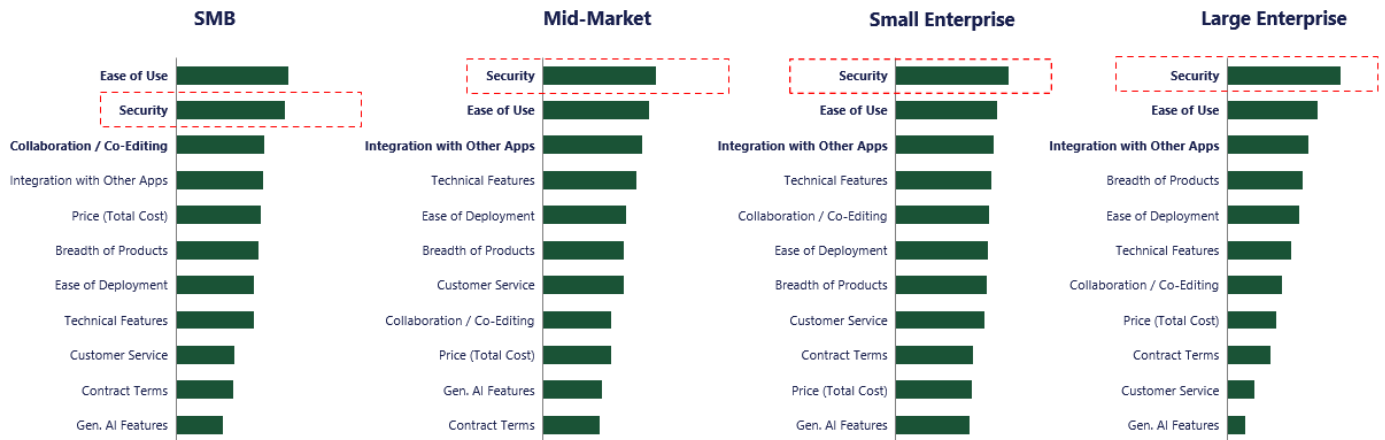 SMB
Ease of Use
Security
Collaboration / Co-Editing
Integration with Other Apps
Price (Total Cost)
Breadth of Products
Ease of Deployment
Technical Features
Customer Service
Contract Terms
Gen. AI Features
Mid-Market
Security
Ease of Use
Integration with Other Apps
Technical Features
Ease of Deployment
Breadth of Products
Customer Service
Collaboration / Co-Editing
Price (Total Cost)
Gen. AI Features
Contract Terms
Small Enterprise
Security
Ease of Use
Integration with Other Apps
Technical Features
Collaboration / Co-Editing
Ease of Deployment
Breadth of Products
Customer Service
Contract Terms
Price (Total Cost)
Gen. AI Features
Large Enterprise
Security
Ease of Use
Integration with Other Apps
Breadth of Products
Ease of Deployment
Technical Features
Collaboration / Co-Editing
Price (Total Cost)
Contract Terms
Customer Service
Gen. AI Features